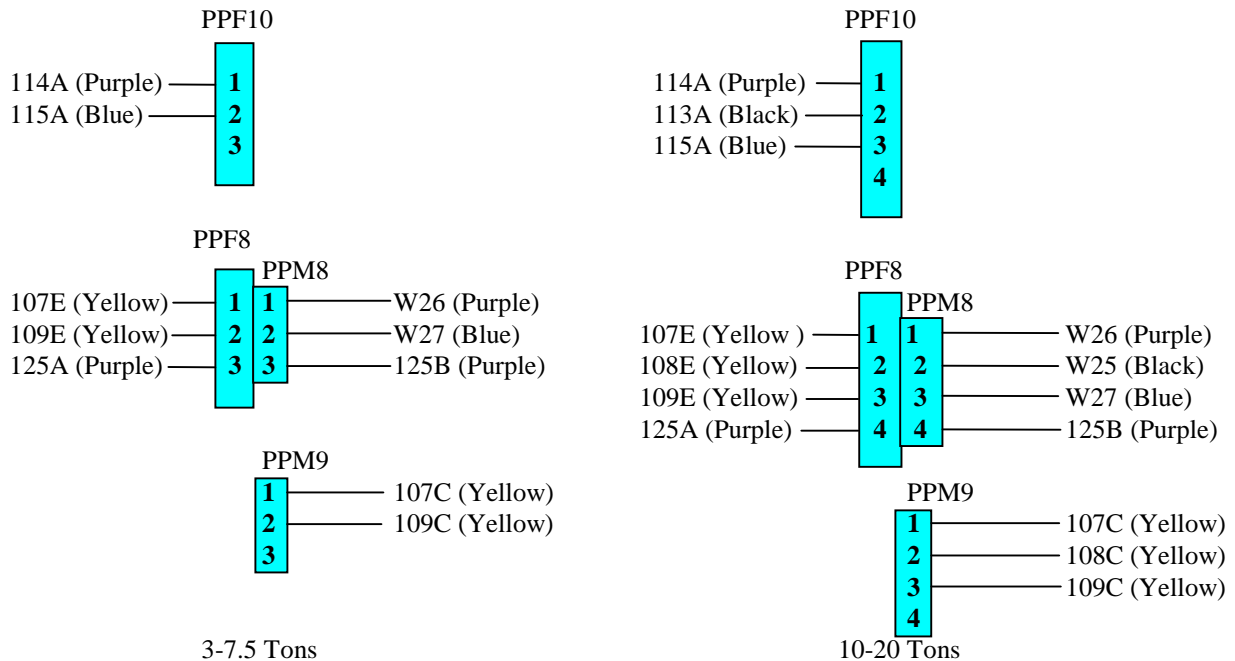 PPF10
114A (Purple) 1
115A (Blue) 2
3
PPF8
PPM8
107E (Yellow) 1 1 W26 (Purple)
109E (Yellow) 2 2 W27 (Blue)
125A (Purple) 3 3 125B (Purple)
PPM9
1 107C (Yellow)
2 109C (Yellow)
3
3-7.5 Tons
PPF10
114A (Purple) 1
113A (Black) 2
115A (Blue) 3
4
PPF8
PPM8
107E (Yellow ) 1 1 W26 (Purple)
108E (Yellow) 2 2 W25 (Black)
109E (Yellow) 3 3 W27 (Blue)
125A (Purple) 4 4 125B (Purple)
PPM9
1 107C (Yellow)
2 108C (Yellow)
3 109C (Yellow)
4
10-20 Tons